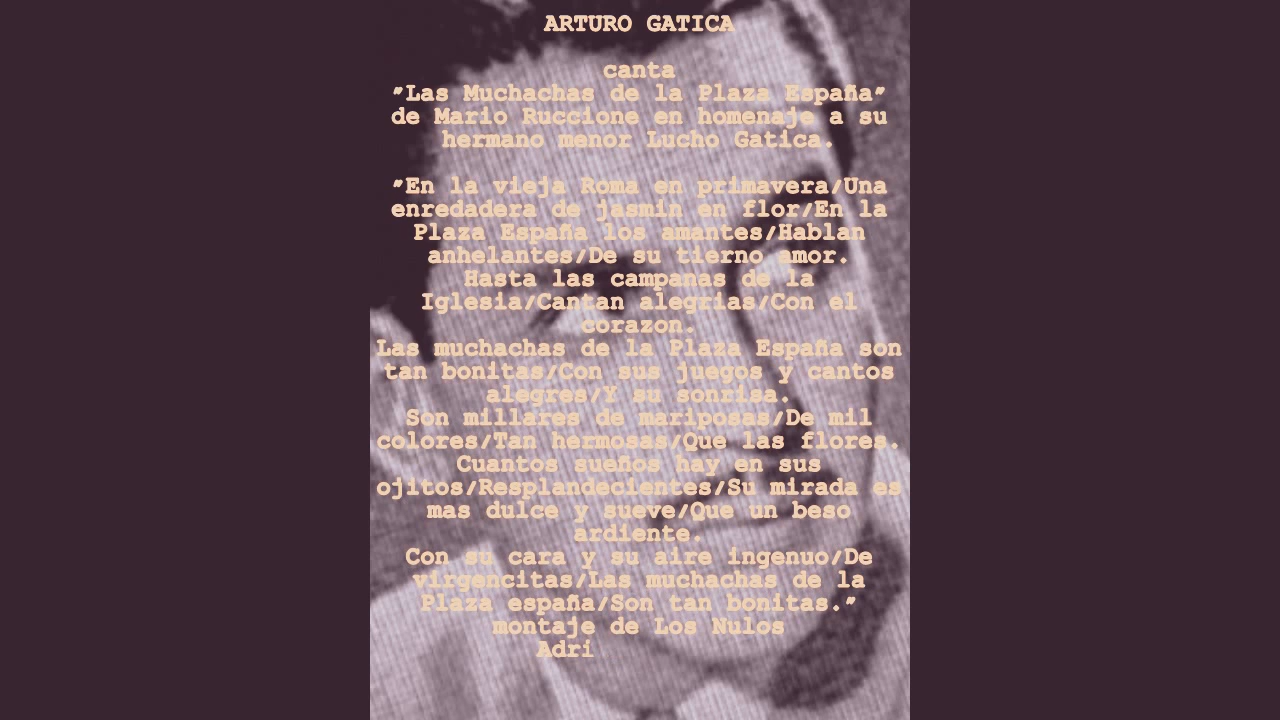 ARTURO GATICA
canta
"Las Muchachas de la Plaza España"
de Mario Ruccione en homenaje a su
hermano menor Lucho Gatica.
"En la vieja Roma en primavera/Una
enredadera de jasmin en flor/En la
Plaza España los amantes/Hablan
anhelantes/De su tierno amor.
Hasta las campanas de la
Iglesia/Cantan alegrias/Con el
corazon.
Las muchachas de la Plaza España son
tan bonitas/Con sus juegos y cantos
alegres/Y su sonrisa.
Son millares de mariposas/De mil
colores/Tan hermosas/Que las flores.
Cuantos sueños hay en sus
ojitos/Resplandecientes/Su mirada es
mas dulce y sueve/Que un beso
ardiente.
Con su cara y su aire ingenuo/De
virgencitas/Las muchachas de la
Plaza españa/Son tan bonitas."
montaje de Los Nulos
Adri